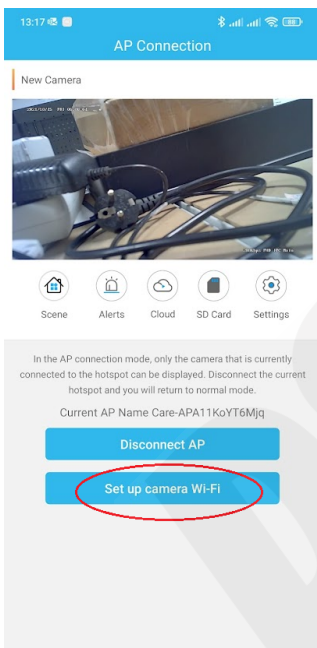 13:17
AP Connection
New Camera
Scene Alerts Cloud SD Card Settings
In the AP connection mode, only the camera that is currently
connected to the hotspot can be displayed. Disconnect the current
hotspot and you will return to normal mode.
Current AP Name Care-APA11KoYT6Mjq
Disconnect AP
Set up camera Wi-Fi